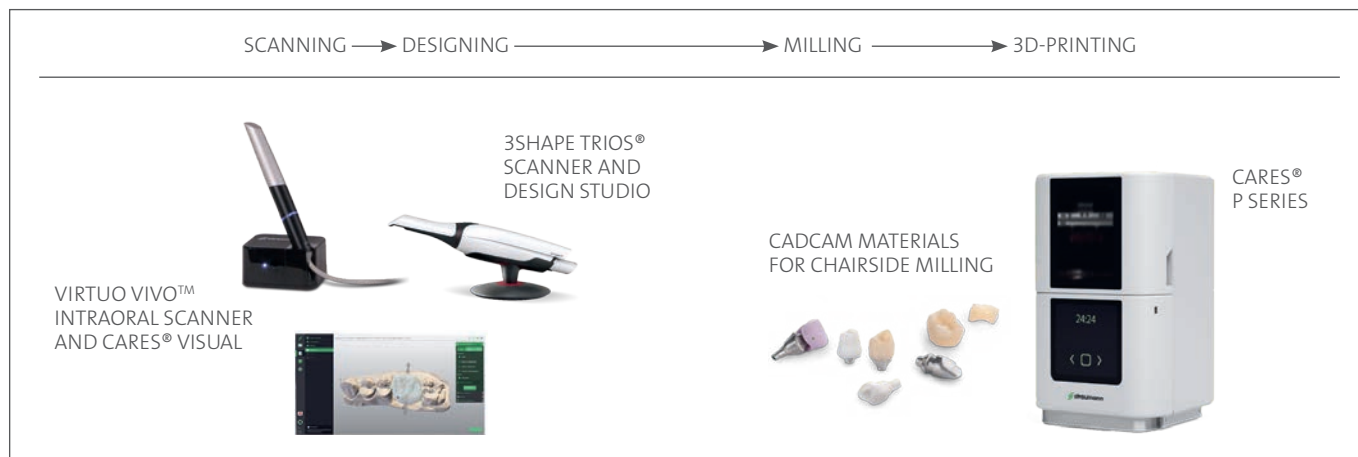 SCANNING DESIGNING MILLING 3D-PRINTING
3SHAPE TRIOS®
SCANNER AND
DESIGN STUDIO
CARES®
P SERIES
CADCAM MATERIALS
FOR CHAIRSIDE MILLING
VIRTUO VIVO™
INTRAORAL SCANNER
AND CARES® VISUAL
24:24
straumann